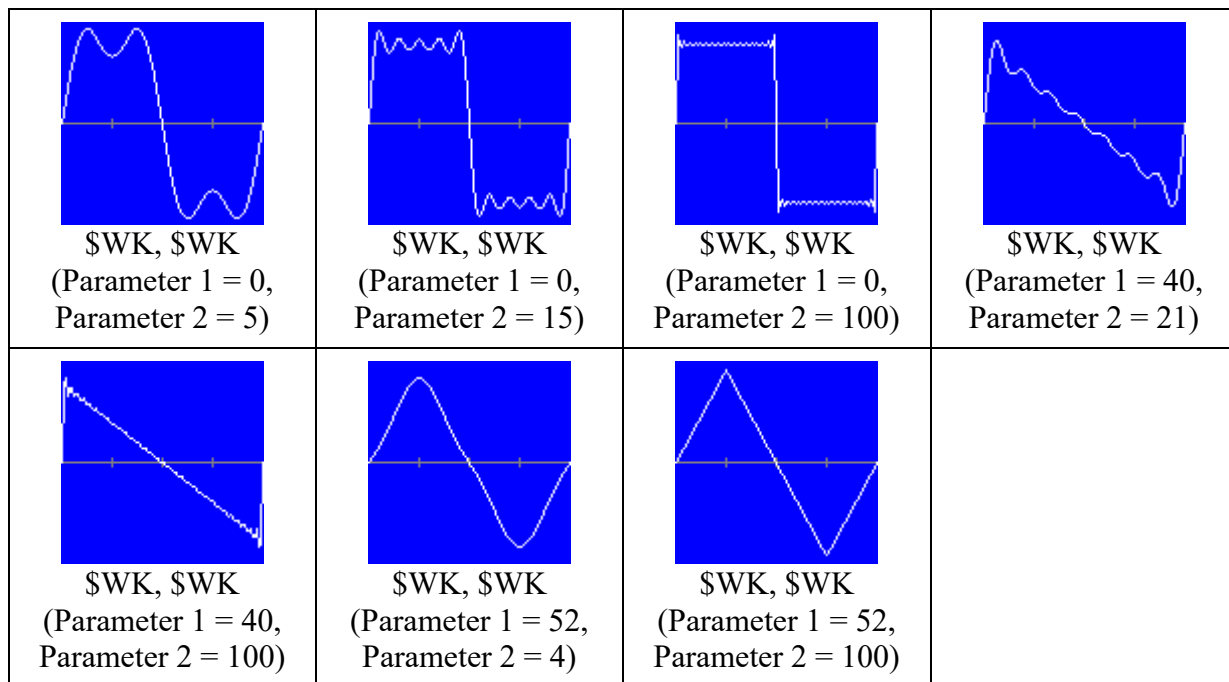 $WK, $WK
(Parameter 1 = 0,
Parameter 2 = 5)
$WK, $WK
(Parameter 1 = 0,
Parameter 2 = 15)
$WK, $WK
(Parameter 1 = 0,
Parameter 2 = 100)
$WK, $WK
(Parameter 1 = 40,
Parameter 2 = 21)
$WK, $WK
(Parameter 1 = 40,
Parameter 2 = 100)
$WK, $WK
(Parameter 1 = 52,
Parameter 2 = 4)
$WK, $WK
(Parameter 1 = 52,
Parameter 2 = 100)